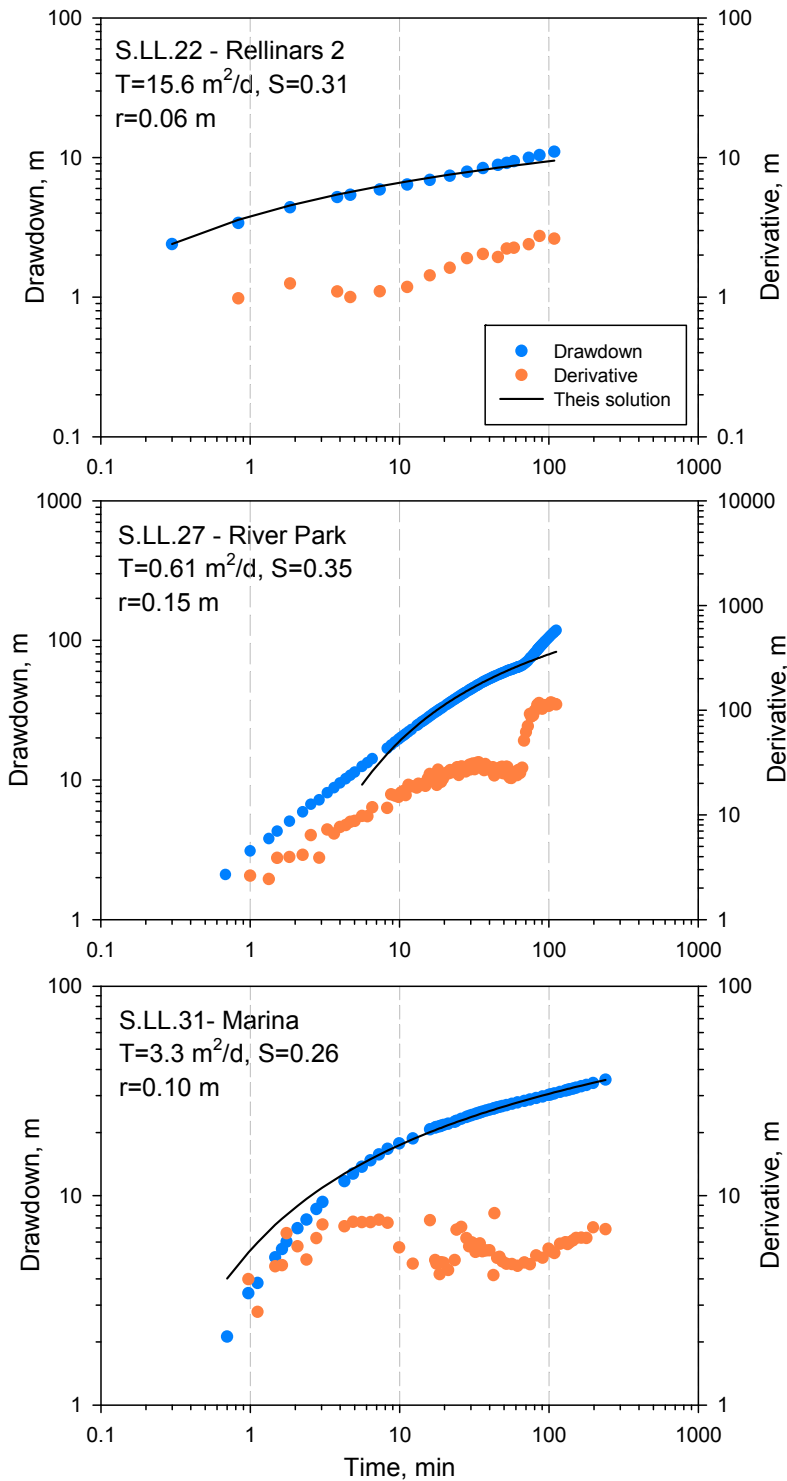 S.LL.22 - Rellinars 2
T=15.6 m²/d, S=0.31
r=0.06 m
Drawdown, m
100
10
1
0.1
Derivative, m
100
10
1
0.1
Drawdown
Derivative
Theis solution
0.1 1 10 100 1000
S.LL.27 - River Park
T=0.61 m²/d, S=0.35
r=0.15 m
Drawdown, m
1000
100
10
1
Derivative, m
10000
1000
100
10
1
0.1 1 10 100 1000
S.LL.31- Marina
T=3.3 m²/d, S=0.26
r=0.10 m
Drawdown, m
100
10
1
Derivative, m
100
10
1
0.1 1 10 100 1000
Time, min